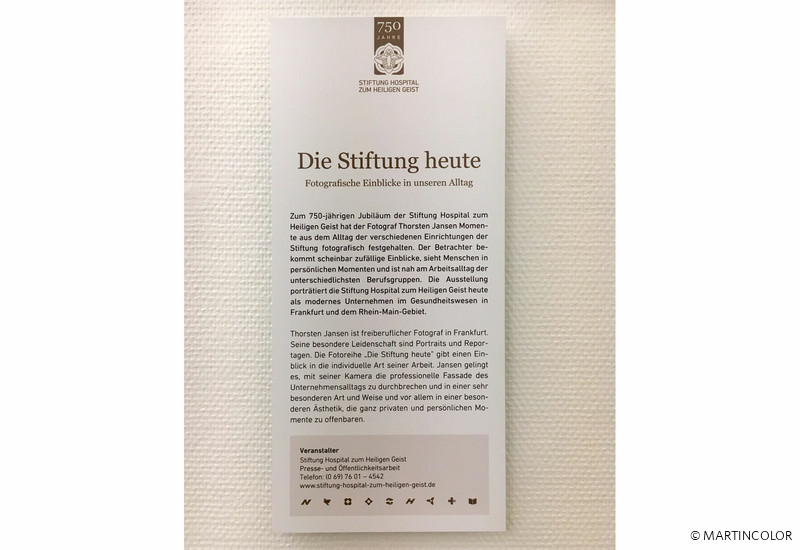 750
JAHRE
STIFTUNG HOSPITAL
ZUM HEILIGEN GEIST
Die Stiftung heute
Fotografische Einblicke in unseren Alltag
Zum 750-jährigen Jubiläum der Stiftung Hospital zum
Heiligen Geist hat der Fotograf Thorsten Jansen Momen-
te aus dem Alltag der verschiedenen Einrichtungen der
Stiftung fotografisch festgehalten. Der Betrachter be-
kommt scheinbar zufällige Einblicke, sieht Menschen in
persönlichen Momenten und ist nah am Arbeitsalltag der
unterschiedlichsten Berufsgruppen. Die Ausstellung
porträtiert die Stiftung Hospital zum Heiligen Geist heute
als modernes Unternehmen im Gesundheitswesen in
Frankfurt und dem Rhein-Main-Gebiet.
Thorsten Jansen ist freiberuflicher Fotograf in Frankfurt.
Seine besondere Leidenschaft sind Portraits und Repor-
tagen. Die Fotoreihe „Die Stiftung heute" gibt einen Ein-
blick in die individuelle Art seiner Arbeit. Jansen gelingt
es, mit seiner Kamera die professionelle Fassade des
Unternehmensalltags zu durchbrechen und in einer sehr
besonderen Art und Weise und vor allem in einer beson-
deren Ästhetik, die ganz privaten und persönlichen Mo-
mente zu offenbaren.
Veranstalter
Stiftung Hospital zum Heiligen Geist
Presse- und Öffentlichkeitsarbeit
Telefon: (0 69) 76 01 – 4542
www.stiftung-hospital-zum-heiligen-geist.de
© MARTINCOLOR